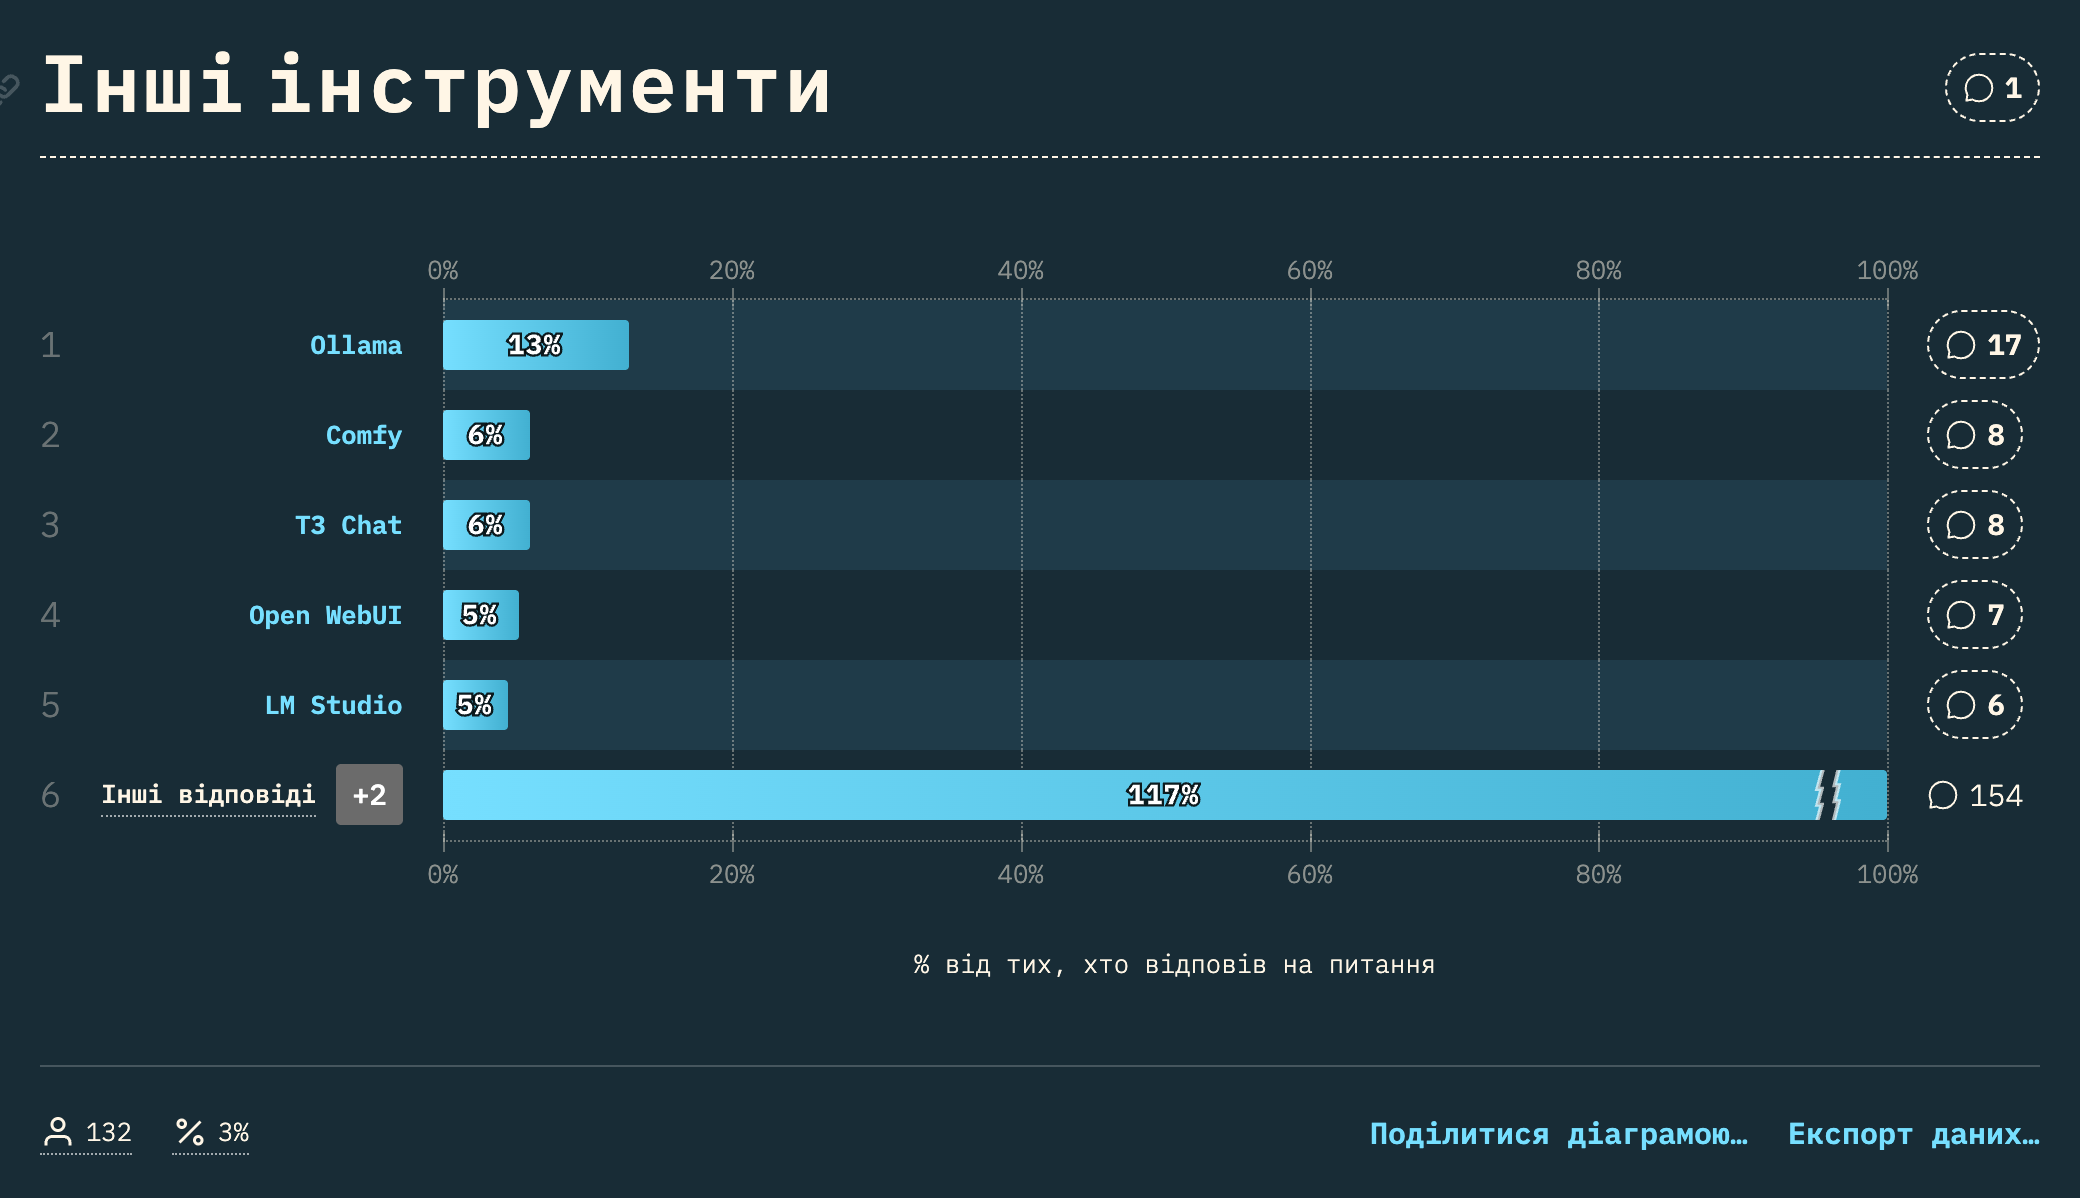 Інші інструменти
1
0% 20% 40% 60% 80% 100%
1 Ollama 13% 17
2 Comfy 6% 8
3 T3 Chat 6% 8
4 Open WebUI 5% 7
5 LM Studio 5% 6
6 Інші відповіді +2 117% 154
0% 20% 40% 60% 80% 100%
% від тих, хто відповів на питання
132 3% Поділитися діаграмою… Експорт даних…